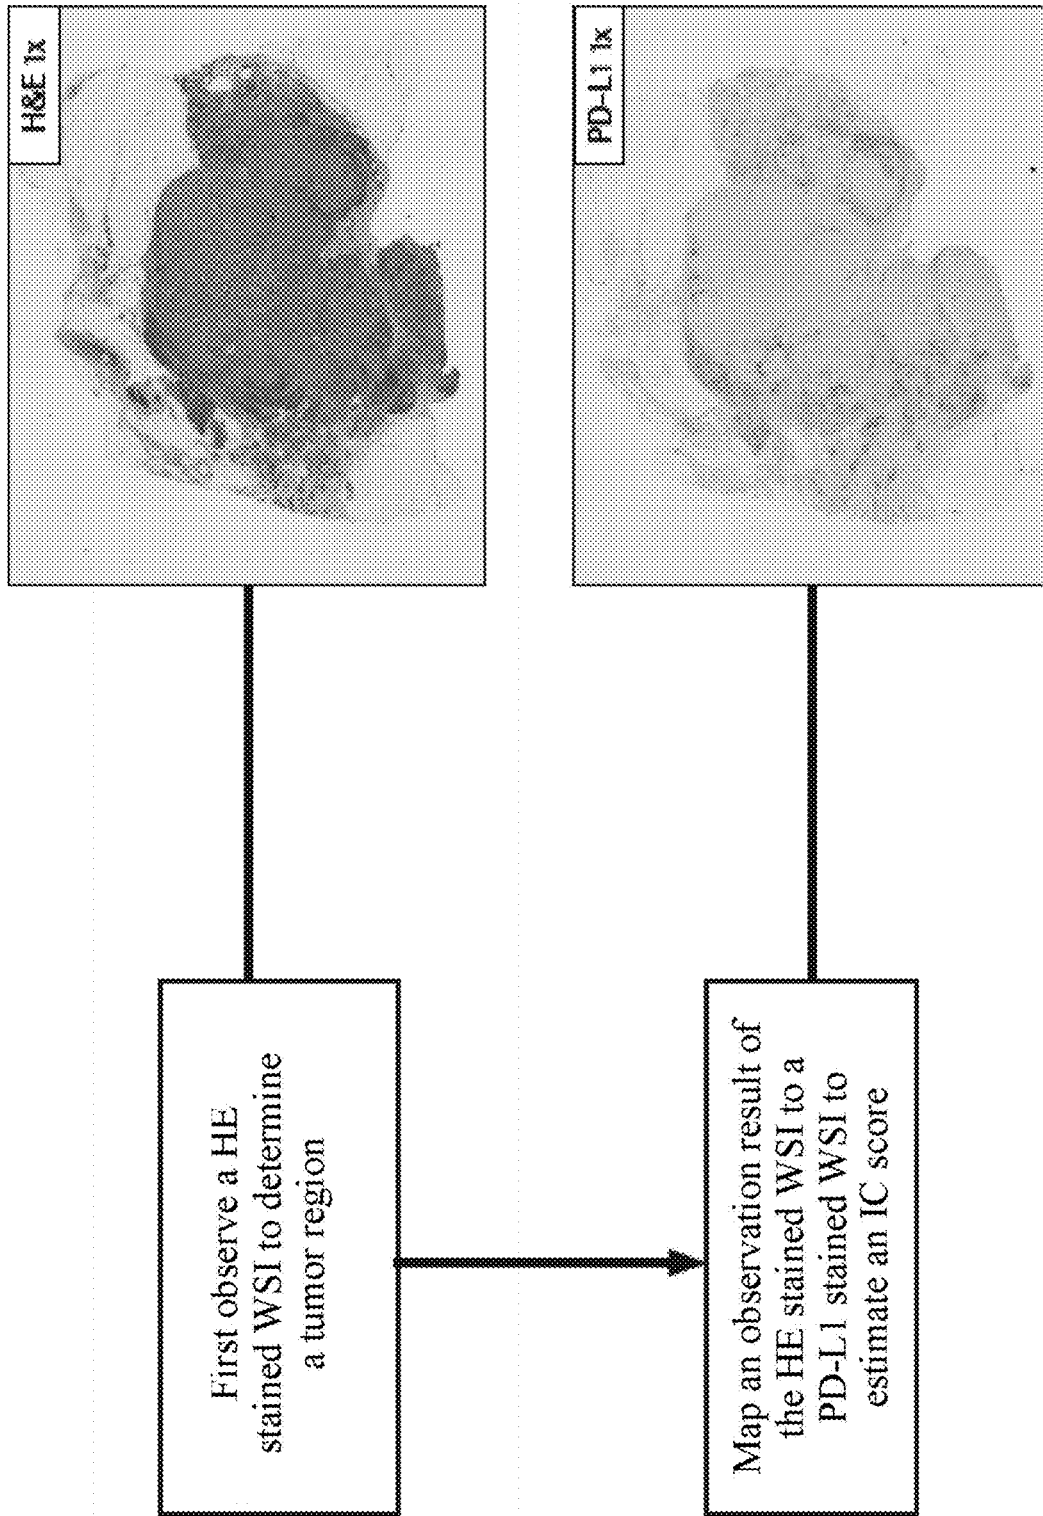 First observe a HE
stained WSI to determine
a tumor region
H&E 1x
Map an observation result of
the HE stained WSI to a
PD-L1 stained WSI to
estimate an IC score
PD-L1 1x